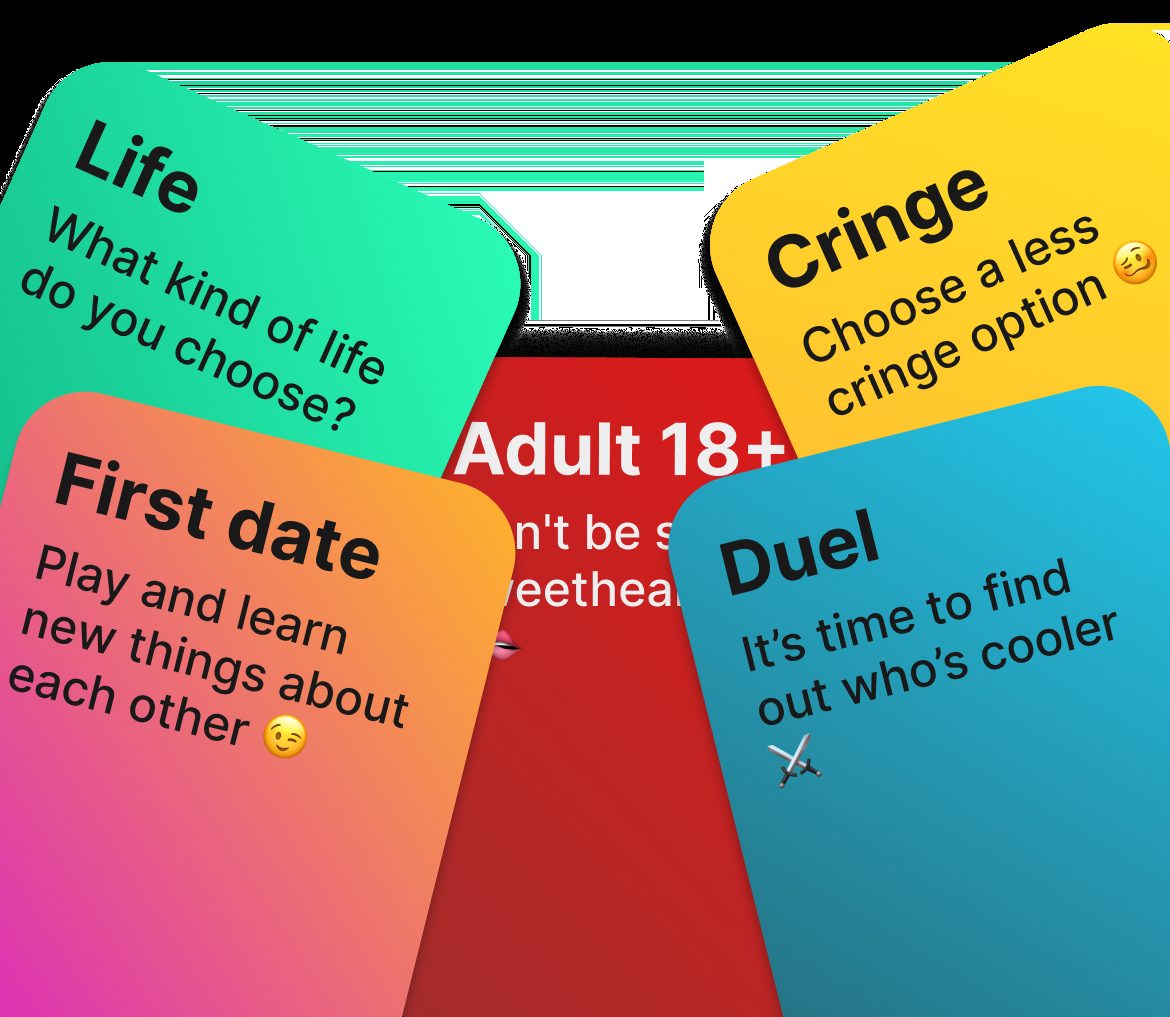 Life
What kind of life
do you choose?
Cringe
Choose a less
cringe option 🥴
Adult 18+
n't be
First date
Play and learn
new things about
each other 😉
Duel
It’s time to find
out who’s cooler
⚔️